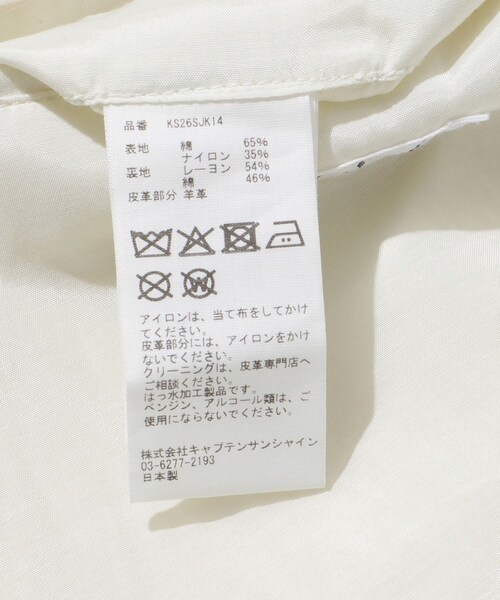 品番 KS26SJK14
表地 綿 65%
ナイロン 35%
裏地 レーヨン 54%
綿 46%
皮革部分 羊革
アイロンは、当て布をしてかけ
てください。
皮革部分には、アイロンをかけ
ないでください。
クリーニングは、皮革専門店へ
ご相談ください。
はっ水加工製品です。
ベンジン、アルコール類は、ご
使用にならないでください。
株式会社キャプテンサンシャイン
03-6277-2193
日本製